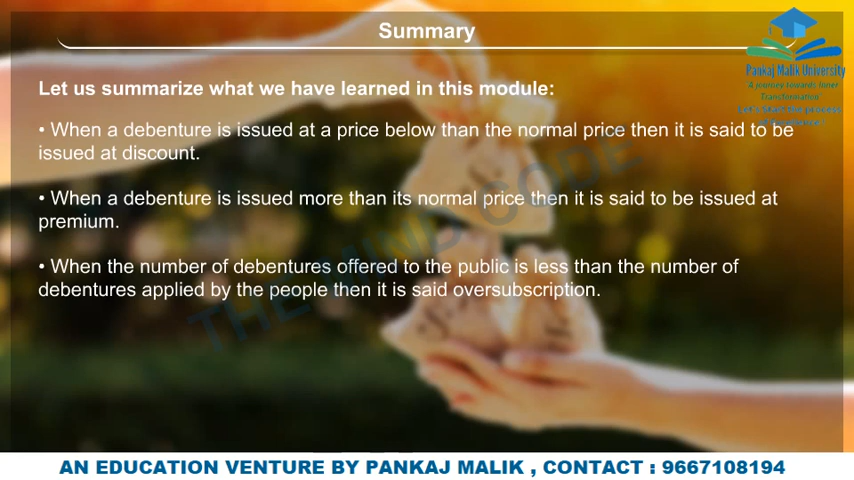 Summary
Pankaj Malik University
A journey towards Inner
Transformation
Let us summarize what we have learned in this module:
• When a debenture is issued at a price below than the normal price then it is said to be
issued at discount.
• When a debenture is issued more than its normal price then it is said to be issued at
premium.
• When the number of debentures offered to the public is less than the number of
debentures applied by the people then it is said oversubscription.
THE MIND CODE
AN EDUCATION VENTURE BY PANKAJ MALIK , CONTACT : 9667108194